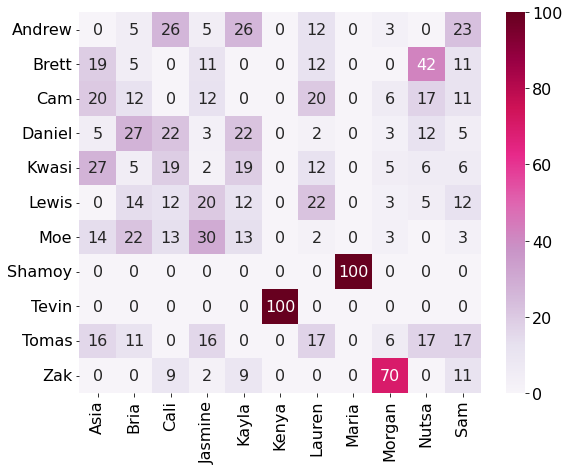 Andrew 0 5 26 5 26 0 12 0 3 0 23
Brett 19 5 0 11 0 0 12 0 0 42 11
Cam 20 12 0 12 0 0 20 0 6 17 11
Daniel 5 27 22 3 22 0 2 0 3 12 5
Kwasi 27 5 19 2 19 0 12 0 5 6 6
Lewis 0 14 12 20 12 0 22 0 3 5 12
Moe 14 22 13 30 13 0 2 0 3 0 3
Shamoy 0 0 0 0 0 0 0 100 0 0 0
Tevin 0 0 0 0 0 100 0 0 0 0 0
Tomas 16 11 0 16 0 0 17 0 6 17 17
Zak 0 0 9 2 9 0 0 0 70 0 11
Asia Bria Cali Jasmine Kayla Kenya Lauren Maria Morgan Nutsa Sam
100
80
60
40
20
0